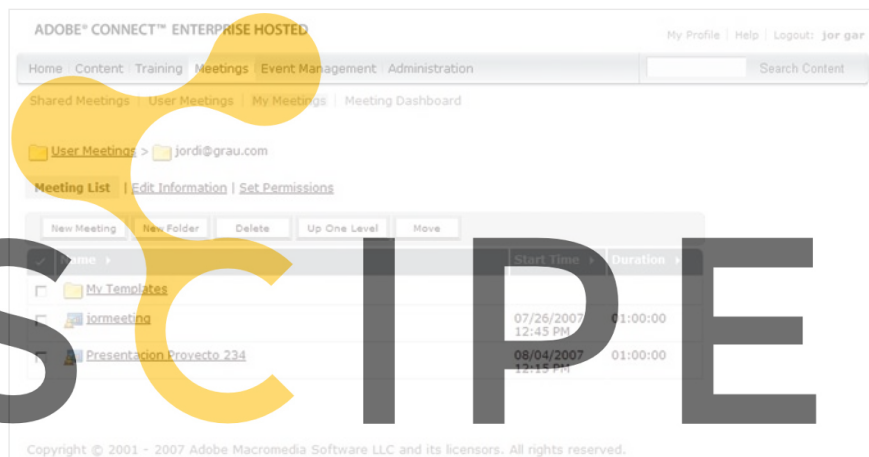 ADOBE® CONNECT™ ENTERPRISE HOSTED
My Profile | Help | Logout: jor gar
Home Content Training Meetings Event Management Administration
Search Content
Shared Meetings | User Meetings | My Meetings | Meeting Dashboard
User Meetings > jordi@grau.com
Meeting List | Edit Information | Set Permissions
New Meeting New Folder Delete Up One Level Move
Name Start Time Duration
My Templates
jormeeting 07/26/2007 12:45 PM 01:00:00
Presentacion Proyecto 234 08/04/2007 12:15 PM 01:00:00
SCIPE
Copyright © 2001 - 2007 Adobe Macromedia Software LLC and its licensors. All rights reserved.